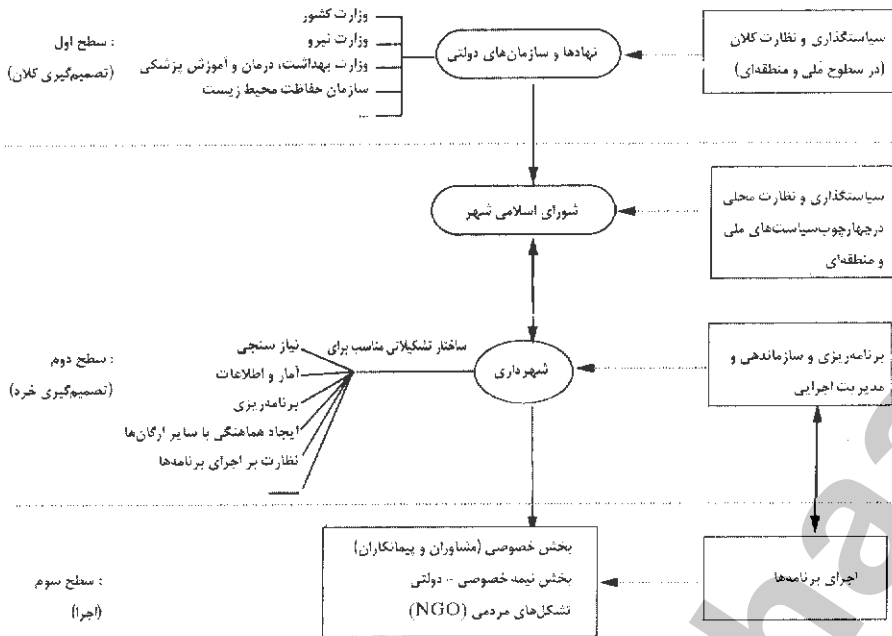 سیاستگذاری و نظارت کلان
(در سطوح ملی و منطقه‌ای)
نهادها و سازمان‌های دولتی
وزارت کشور
وزارت نیرو
وزارت بهداشت، درمان و آموزش پزشکی
سازمان حفاظت محیط زیست
...
سطح اول :
(تصمیم‌گیری کلان)
سیاستگذاری و نظارت محلی
درچهارچوب سیاست‌های ملی
و منطقه‌ای
شورای اسلامی شهر
برنامه‌ریزی و سازماندهی و
مدیریت اجرایی
شهرداری
ساختار تشکیلاتی مناسب برای
نیاز سنجی
آمار و اطلاعات
برنامه‌ریزی
ایجاد هماهنگی با سایر ارگان‌ها
نظارت بر اجرای برنامه‌ها
سطح دوم :
(تصمیم‌گیری خرد)
اجرای برنامه‌ها
بخش خصوصی (مشاوران و پیمانکاران)
بخش نیمه خصوصی - دولتی
تشکل‌های مردمی (NGO)
سطح سوم :
(اجرا)